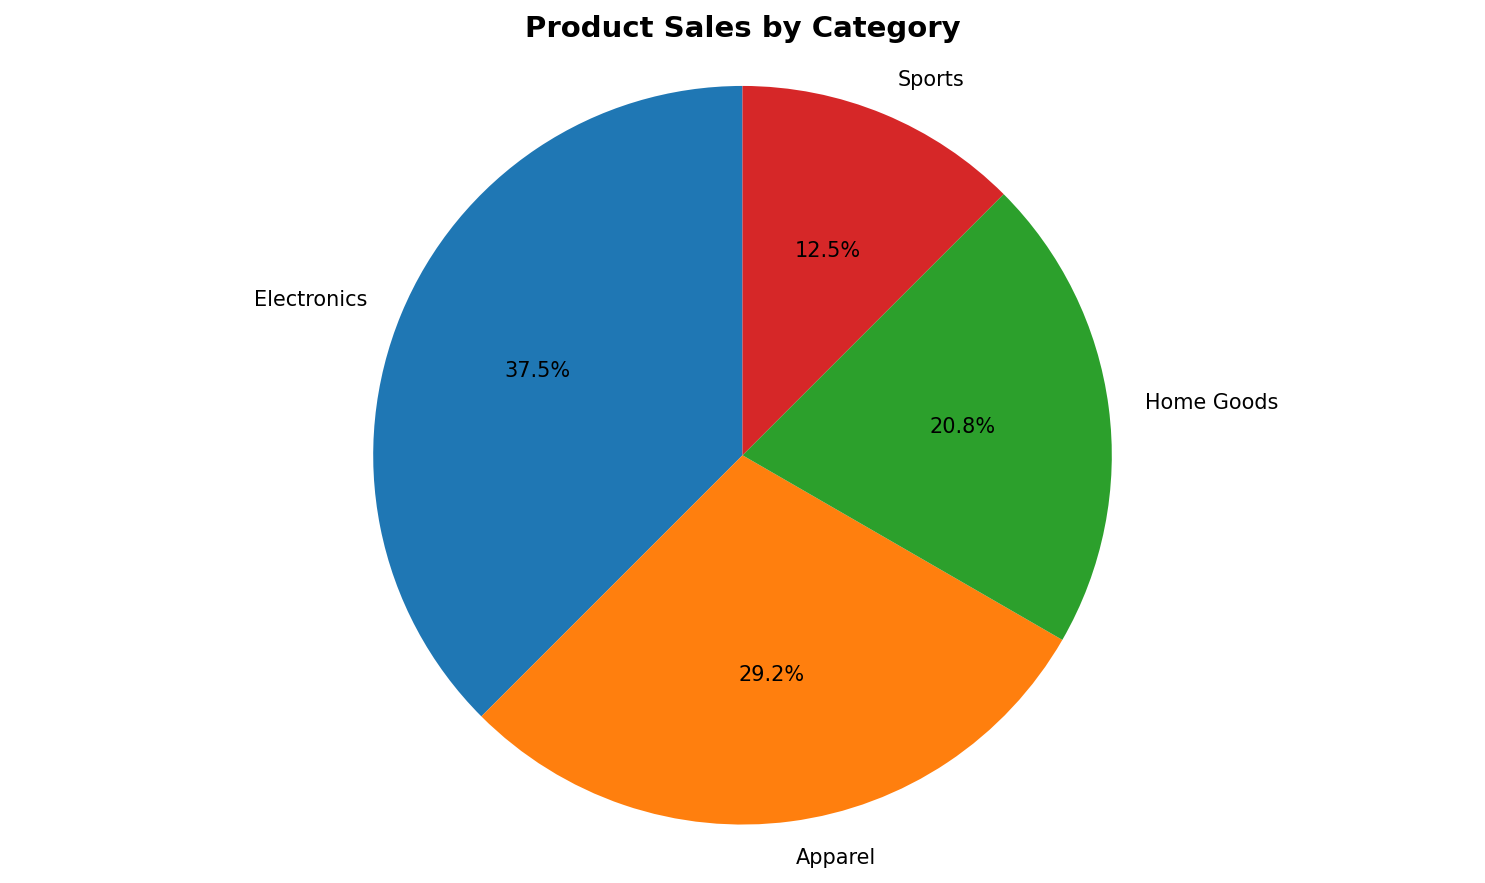 Product Sales by Category
Sports
12.5%
Electronics
37.5%
Home Goods
20.8%
29.2%
Apparel